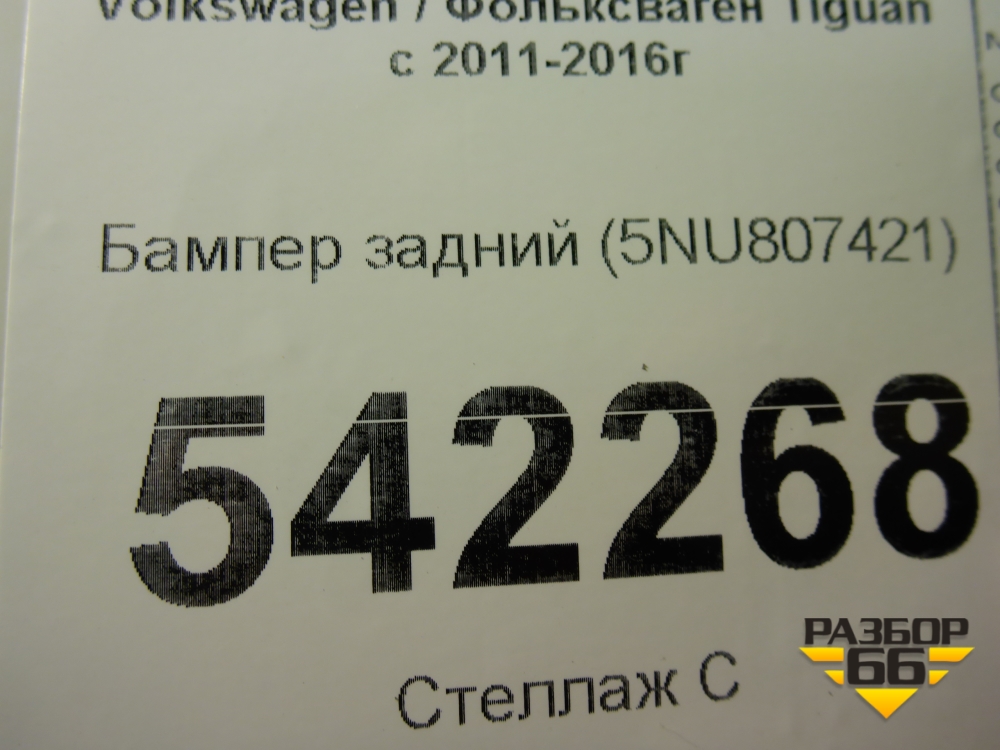 Volkswagen / Фольксваген Tiguan
с 2011-2016г
Бампер задний (5NU807421)
542268
Стеллаж С
РАЗБОР
66